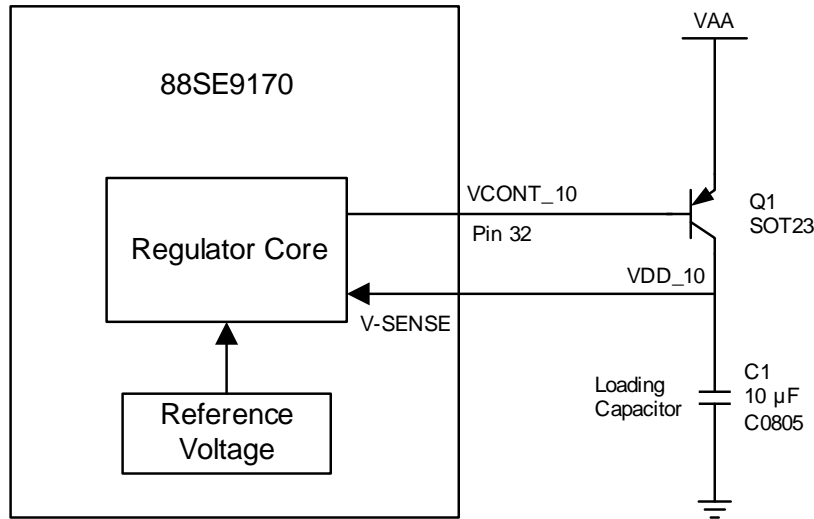 VAA
88SE9170
VCONT_10
Pin 32
Q1
SOT23
Regulator Core
VDD_10
V-SENSE
Loading
Capacitor
C1
10 µF
C0805
Reference
Voltage